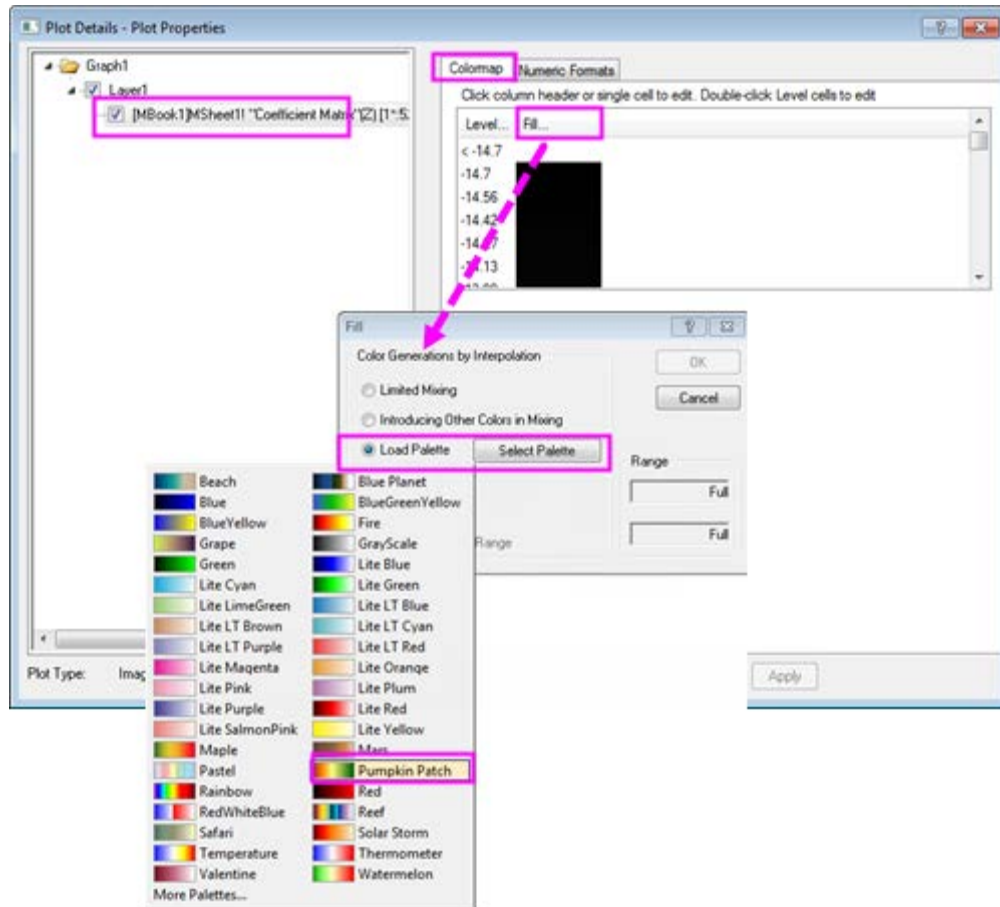 Plot Details - Plot Properties
Graph1
Layer1
[MBook1]MSheet1! "Coefficient Matrix"(Z) [1*:5
Colormap Numeric Formats
Click column header or single cell to edit. Double-click Level cells to edit
Level... Fill...
< -14.7
-14.7
-14.56
-14.42
Fill
Color Generations by Interpolation
Limited Mixing
Introducing Other Colors in Mixing
Load Palette Select Palette
OK
Cancel
Range
Full
Full
Range
Beach Blue Planet
Blue BlueGreenYellow
BlueYellow Fire
Grape GrayScale
Green Lite Blue
Lite Cyan Lite Green
Lite LimeGreen Lite LT Blue
Lite LT Brown Lite LT Cyan
Lite LT Purple Lite LT Red
Lite Magenta Lite Orange
Lite Pink Lite Plum
Lite Purple Lite Red
Lite SalmonPink Lite Yellow
Maple Mars
Pastel Pumpkin Patch
Rainbow Red
RedWhiteBlue Reef
Safari Solar Storm
Temperature Thermometer
Valentine Watermelon
More Palettes...
Plot Type: Imag
Apply